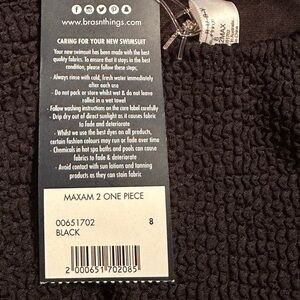 www.brasnthings.com
CARING FOR YOUR NEW SWIMSUIT
Your new swimsuit has been made with the best
quality fabrics. To ensure that it stays in the best
condition, please follow these steps;
- Always rinse with cold, fresh water immediately
after each use
- Do not pack or store whilst wet & do not leave
rolled in a wet towel
- Follow washing instructions on the care label carefully
- Drip dry out of direct sunlight as it causes fabric
to fade and deteriorate
- Whilst we use the best dyes on all products,
certain fashion colours may run or fade over time
- Chemicals in hot spa baths and pools can cause
fabric to fade & deteriorate
- Avoid contact with sun lotions and tanning
products as they can stain fabric
MAXAM 2 ONE PIECE
00651702 8
BLACK
2 000651 702085